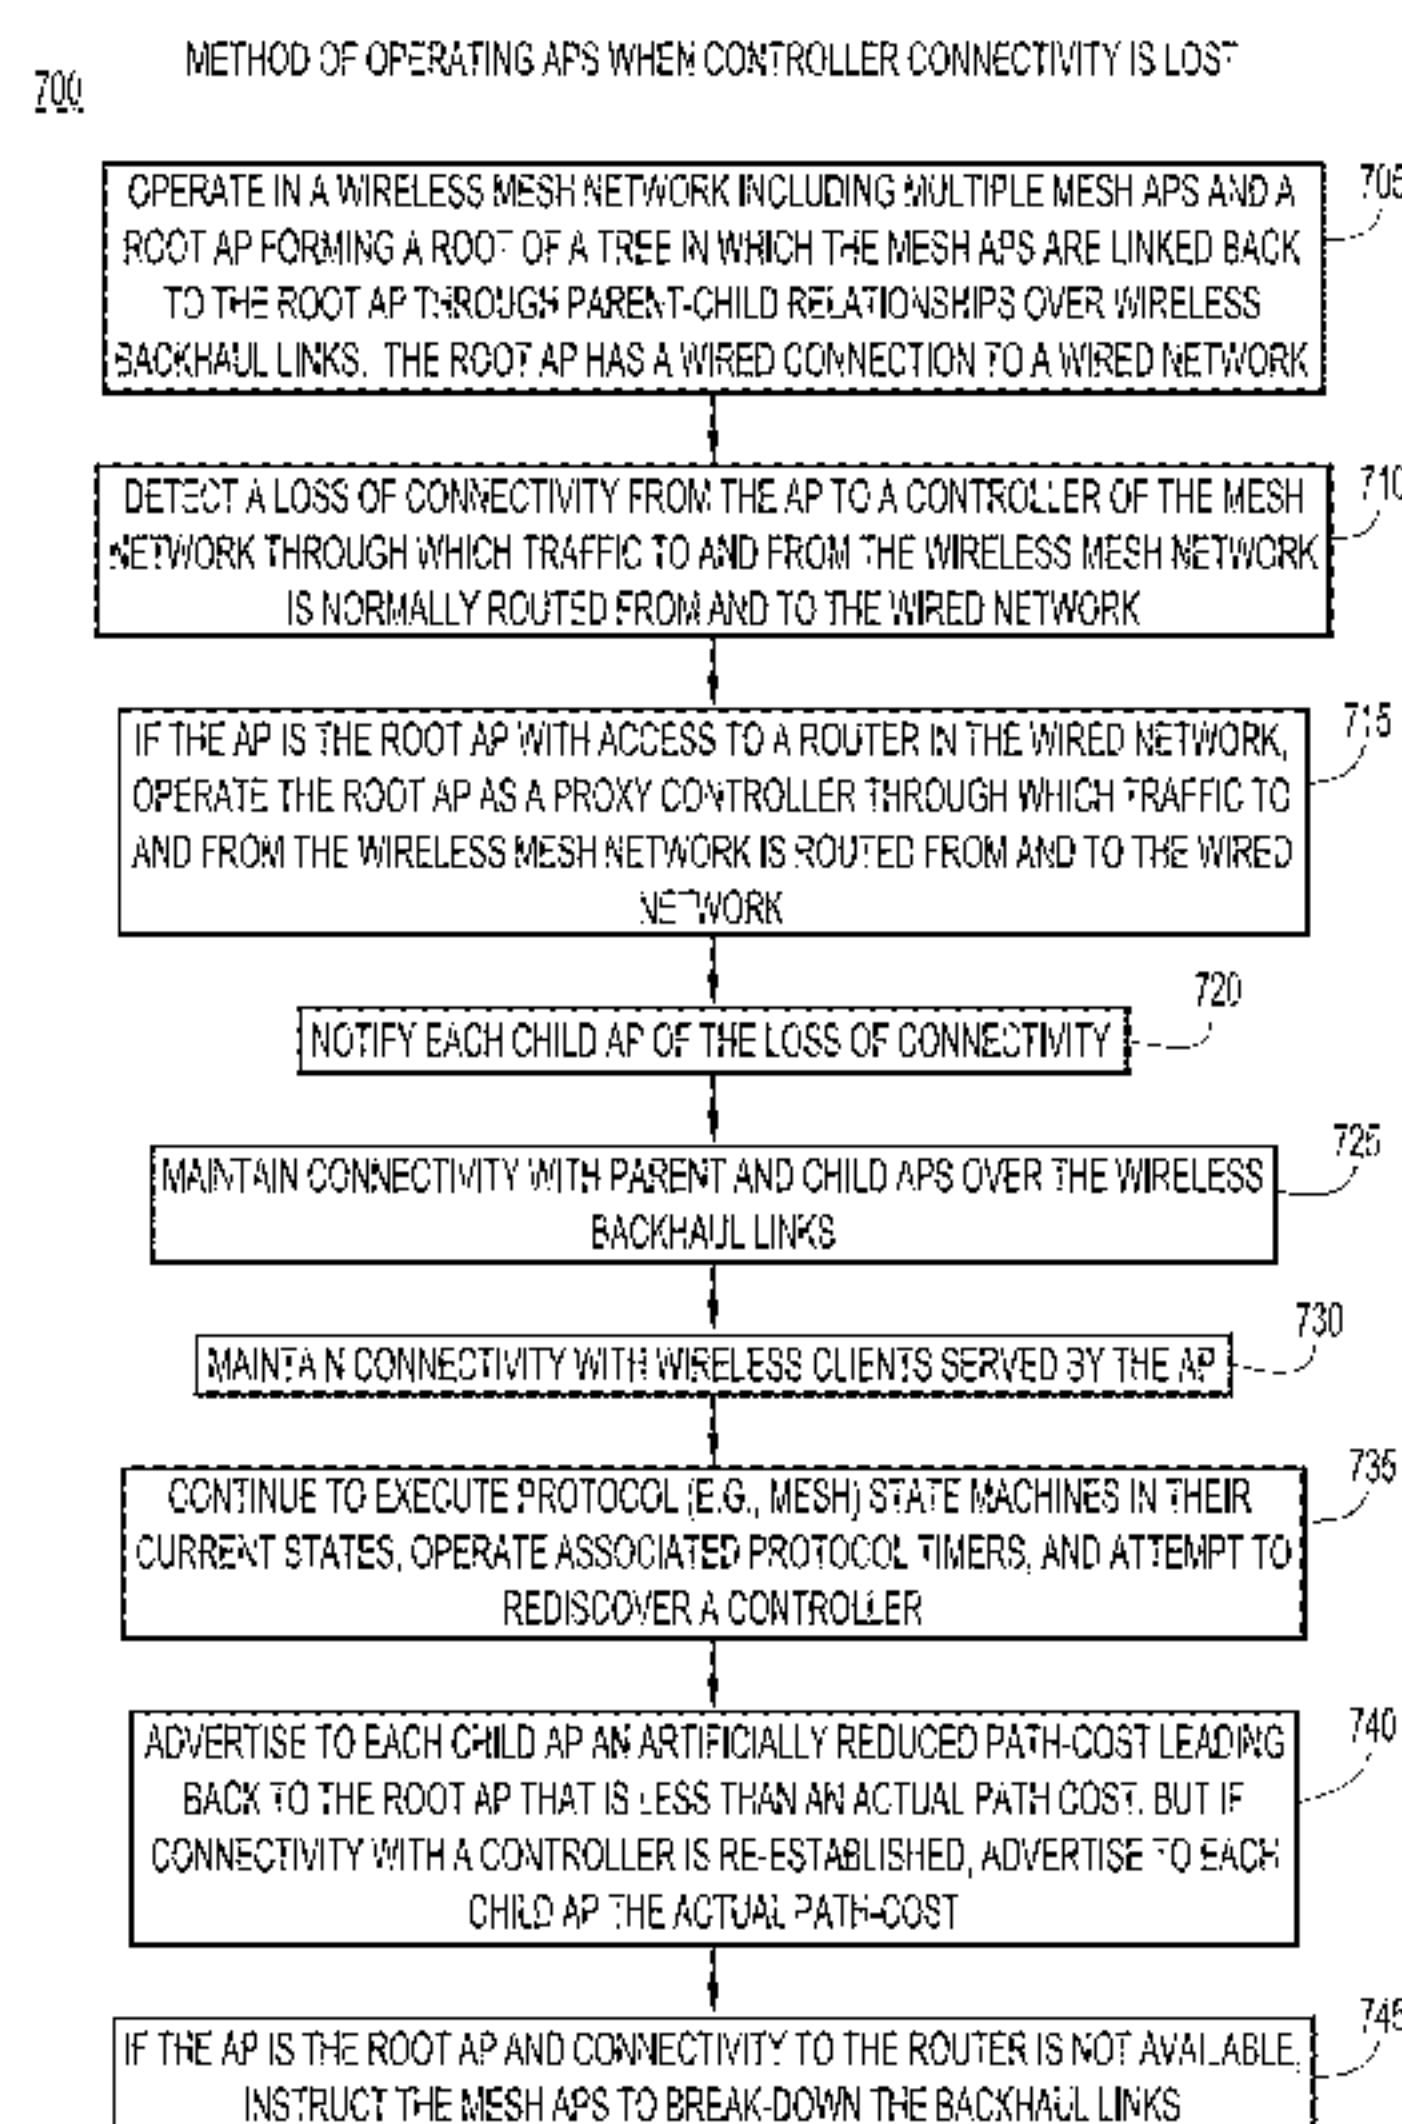 METHOD OF OPERATING APS WHEN CONTROLLER CONNECTIVITY IS LOST
700
705
OPERATE IN A WIRELESS MESH NETWORK INCLUDING MULTIPLE MESH APS AND A
ROOT AP FORMING A ROOT OF A TREE IN WHICH THE MESH APS ARE LINKED BACK
TO THE ROOT AP THROUGH PARENT-CHILD RELATIONSHIPS OVER WIRELESS
BACKHAUL LINKS. THE ROOT AP HAS A WIRED CONNECTION TO A WIRED NETWORK
710
DETECT A LOSS OF CONNECTIVITY FROM THE AP TO A CONTROLLER OF THE MESH
NETWORK THROUGH WHICH TRAFFIC TO AND FROM THE WIRELESS MESH NETWORK
IS NORMALLY ROUTED FROM AND TO THE WIRED NETWORK
715
IF THE AP IS THE ROOT AP WITH ACCESS TO A ROUTER IN THE WIRED NETWORK,
OPERATE THE ROOT AP AS A PROXY CONTROLLER THROUGH WHICH TRAFFIC TO
AND FROM THE WIRELESS MESH NETWORK IS ROUTED FROM AND TO THE WIRED
NETWORK
720
NOTIFY EACH CHILD AP OF THE LOSS OF CONNECTIVITY
725
MAINTAIN CONNECTIVITY WITH PARENT AND CHILD APS OVER THE WIRELESS
BACKHAUL LINKS
730
MAINTAIN CONNECTIVITY WITH WIRELESS CLIENTS SERVED BY THE AP
735
CONTINUE TO EXECUTE PROTOCOL (E.G., MESH) STATE MACHINES IN THEIR
CURRENT STATES, OPERATE ASSOCIATED PROTOCOL TIMERS, AND ATTEMPT TO
REDISCOVER A CONTROLLER
740
ADVERTISE TO EACH CHILD AP AN ARTIFICIALLY REDUCED PATH-COST LEADING
BACK TO THE ROOT AP THAT IS LESS THAN AN ACTUAL PATH COST. BUT IF
CONNECTIVITY WITH A CONTROLLER IS RE-ESTABLISHED, ADVERTISE TO EACH
CHILD AP THE ACTUAL PATH-COST
745
IF THE AP IS THE ROOT AP AND CONNECTIVITY TO THE ROUTER IS NOT AVAILABLE,
INSTRUCT THE MESH APS TO BREAK-DOWN THE BACKHAUL LINKS